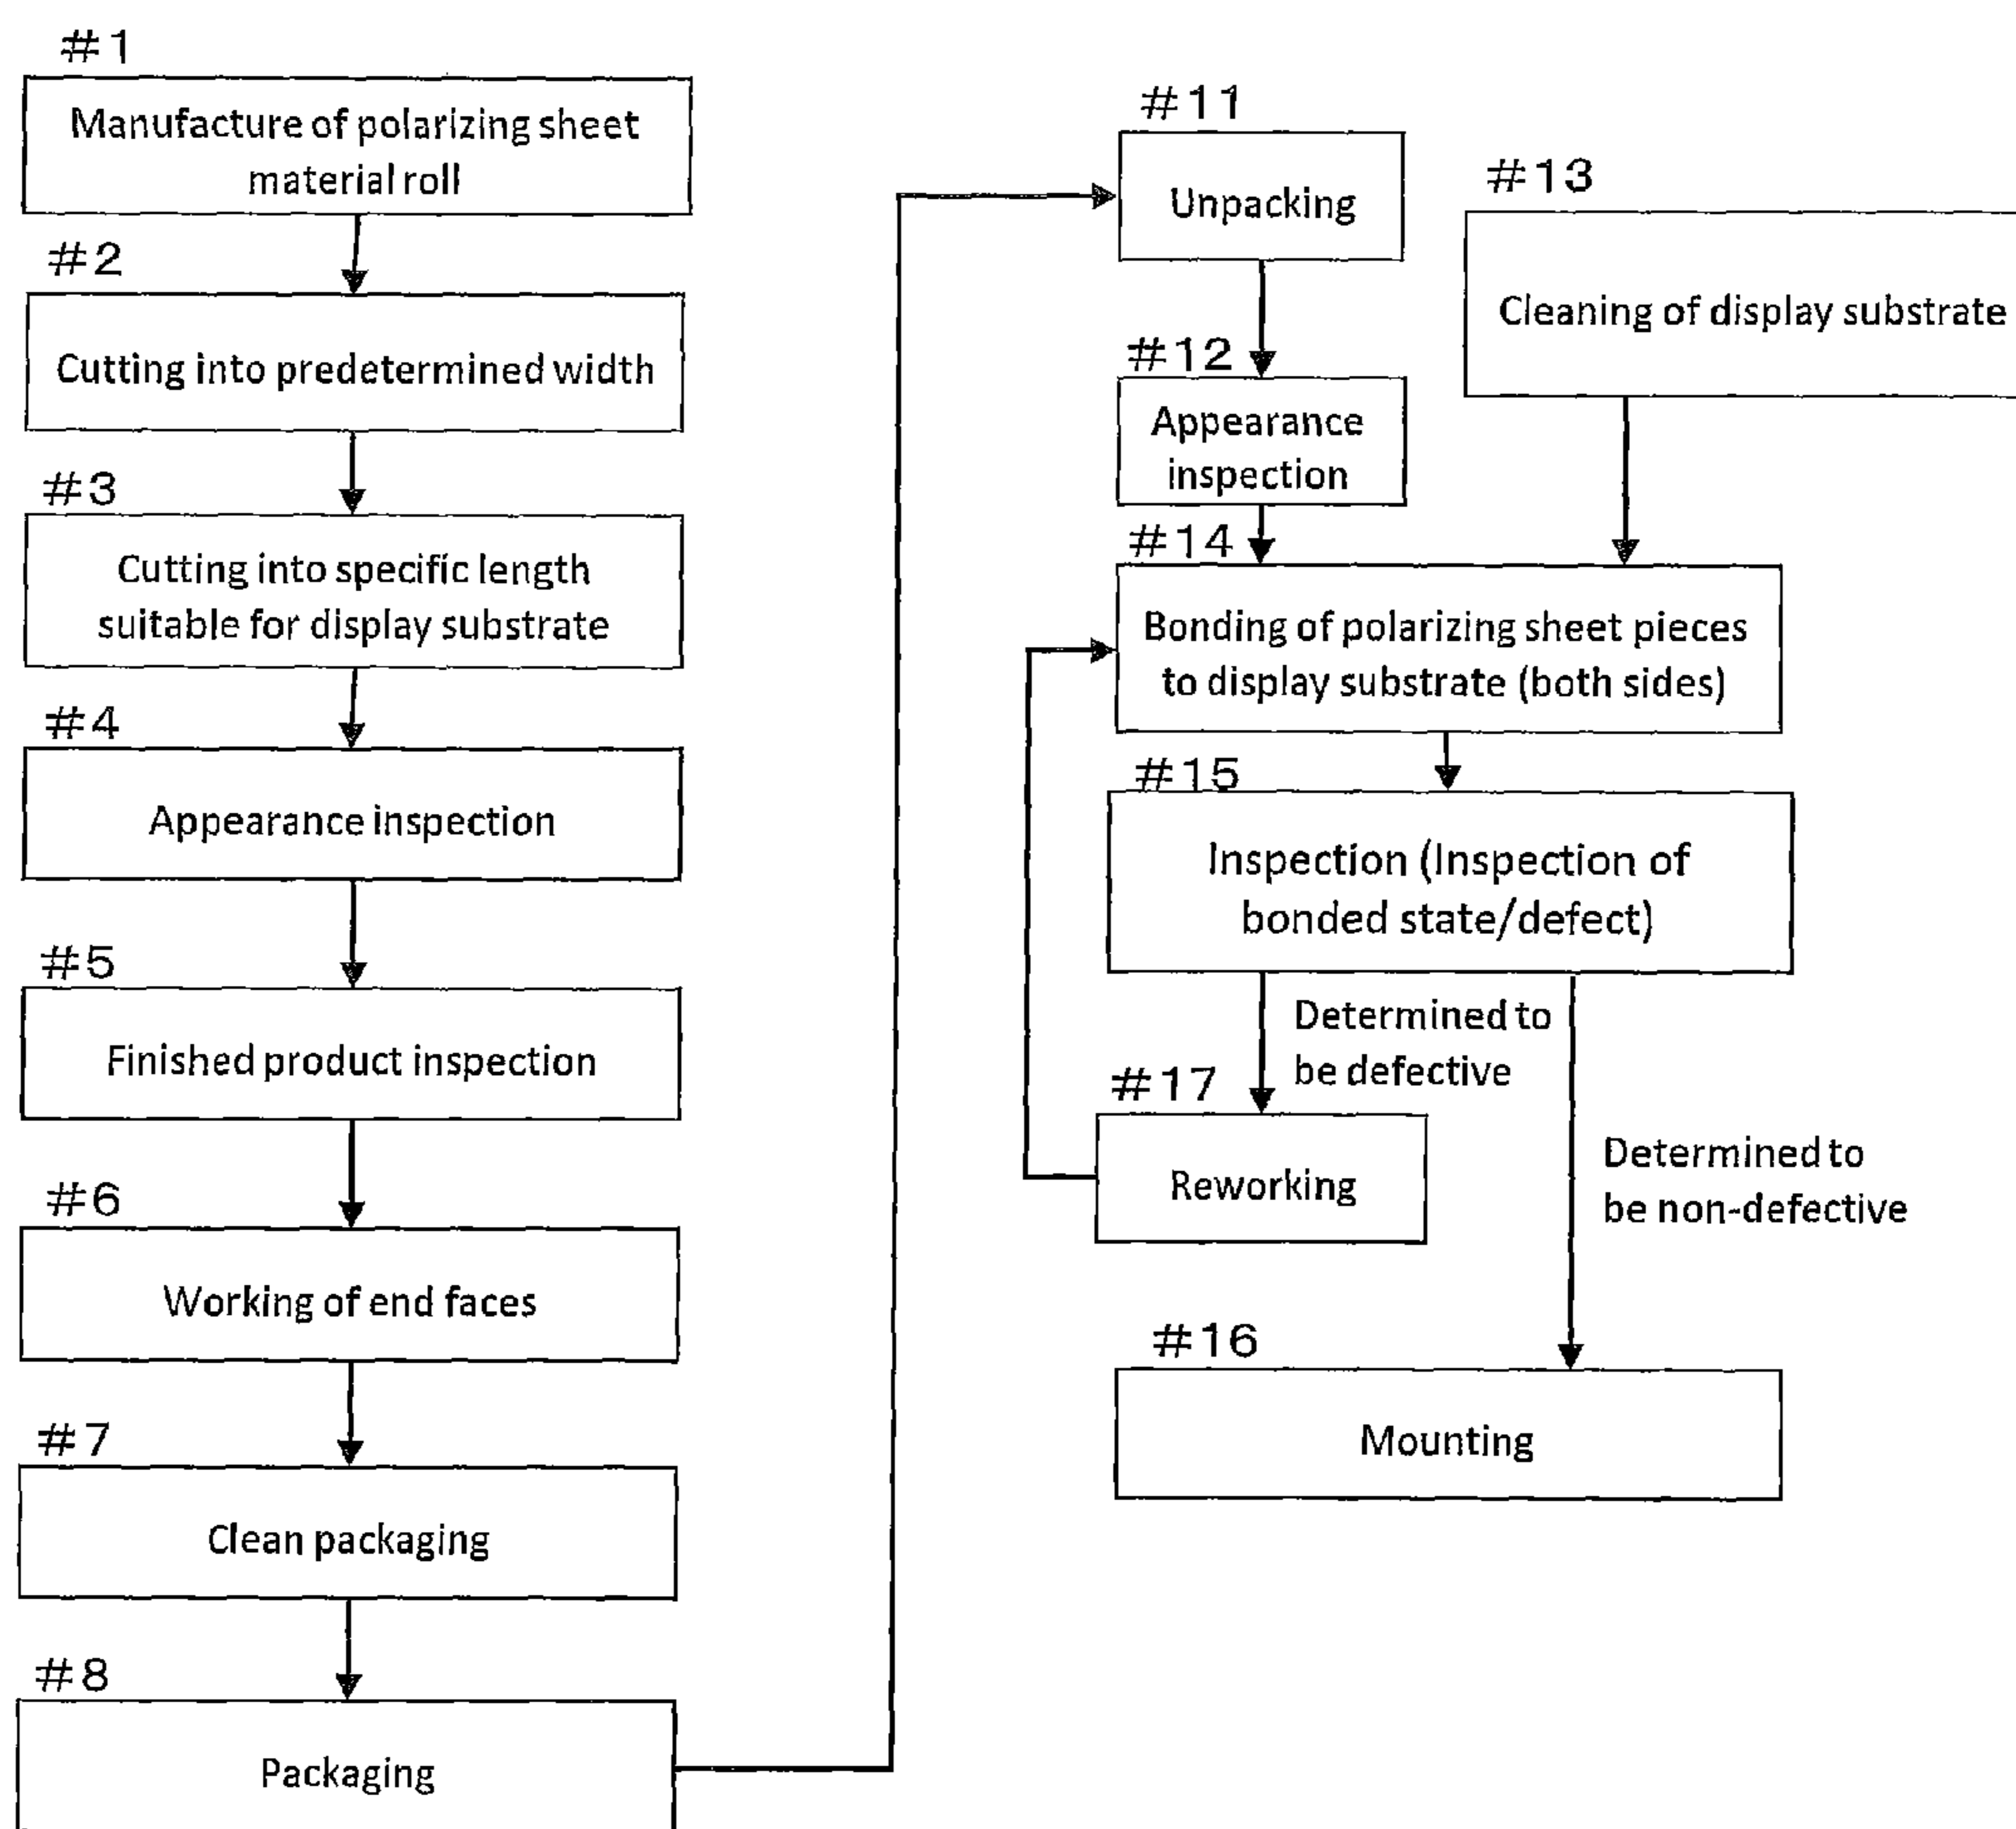 #1
Manufacture of polarizing sheet
material roll
#2
Cutting into predetermined width
#3
Cutting into specific length
suitable for display substrate
#4
Appearance inspection
#5
Finished product inspection
#6
Working of end faces
#7
Clean packaging
#8
Packaging
#11
Unpacking
#12
Appearance
inspection
#13
Cleaning of display substrate
#14
Bonding of polarizing sheet pieces
to display substrate (both sides)
#15
Inspection (Inspection of
bonded state/defect)
Determined to
be defective
#17
Reworking
Determined to
be non-defective
#16
Mounting